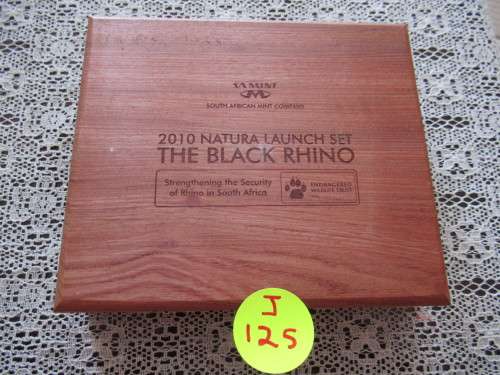 SA MINT
SOUTH AFRICAN MINT COMPANY
2010 NATURA LAUNCH SET
THE BLACK RHINO
Strengthening the Security
of Rhino in South Africa
ENDANGERED
WILDLIFE TRUST
J
125